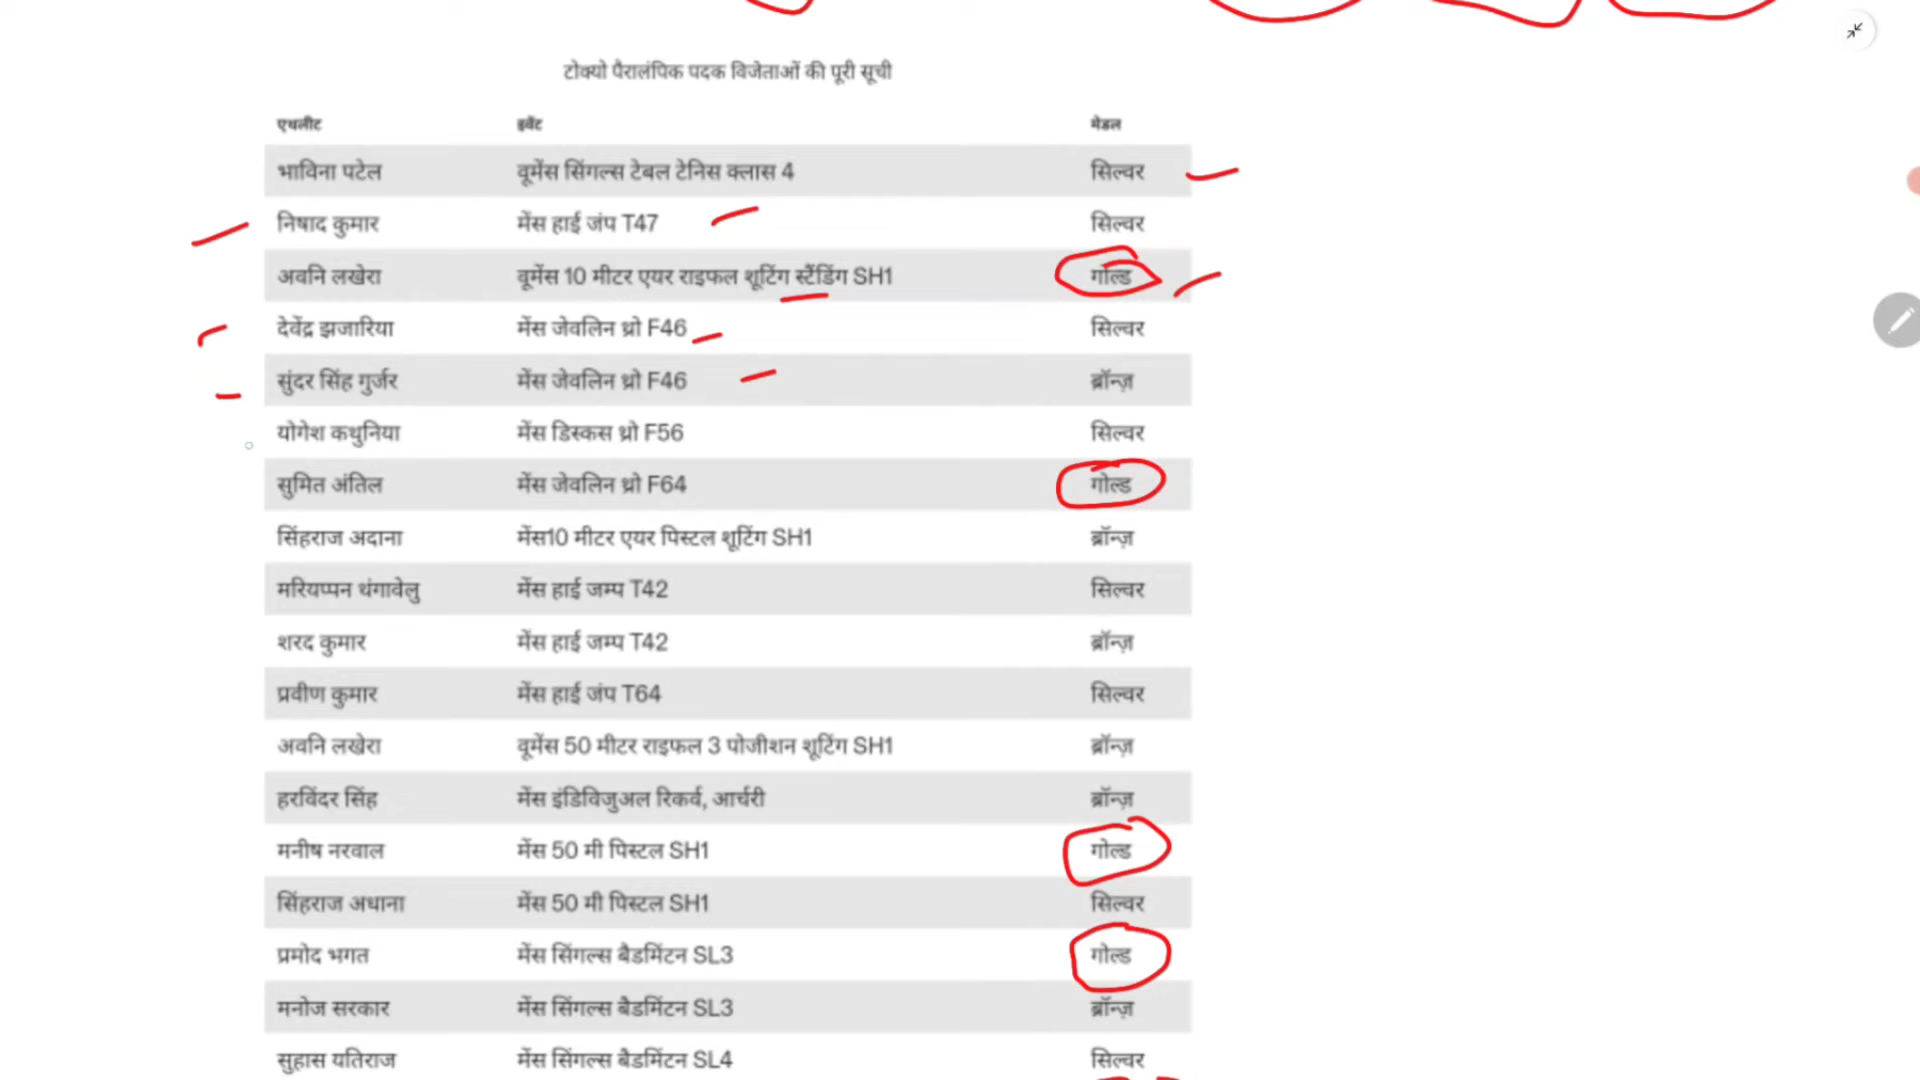 टोक्यो पैरालंपिक पदक विजेताओं की पूरी सूची
एथलीट इवेंट मेडल
भाविना पटेल वूमेंस सिंगल्स टेबल टेनिस क्लास 4 सिल्वर
निषाद कुमार मेंस हाई जंप T47 सिल्वर
अवनि लखेरा वूमेंस 10 मीटर एयर राइफल शूटिंग स्टैंडिंग SH1 गोल्ड
देवेंद्र झजारिया मेंस जेवलिन थ्रो F46 सिल्वर
सुंदर सिंह गुर्जर मेंस जेवलिन थ्रो F46 ब्रॉन्ज़
योगेश कथुनिया मेंस डिस्कस थ्रो F56 सिल्वर
सुमित अंतिल मेंस जेवलिन थ्रो F64 गोल्ड
सिंहराज अदाना मेंस10 मीटर एयर पिस्टल शूटिंग SH1 ब्रॉन्ज़
मरियप्पन थंगावेलु मेंस हाई जम्प T42 सिल्वर
शरद कुमार मेंस हाई जम्प T42 ब्रॉन्ज़
प्रवीण कुमार मेंस हाई जंप T64 सिल्वर
अवनि लखेरा वूमेंस 50 मीटर राइफल 3 पोजीशन शूटिंग SH1 ब्रॉन्ज़
हरविंदर सिंह मेंस इंडिविजुअल रिकर्व, आर्चरी ब्रॉन्ज़
मनीष नरवाल मेंस 50 मी पिस्टल SH1 गोल्ड
सिंहराज अधाना मेंस 50 मी पिस्टल SH1 सिल्वर
प्रमोद भगत मेंस सिंगल्स बैडमिंटन SL3 गोल्ड
मनोज सरकार मेंस सिंगल्स बैडमिंटन SL3 ब्रॉन्ज़
सुहास यतिराज मेंस सिंगल्स बैडमिंटन SL4 सिल्वर